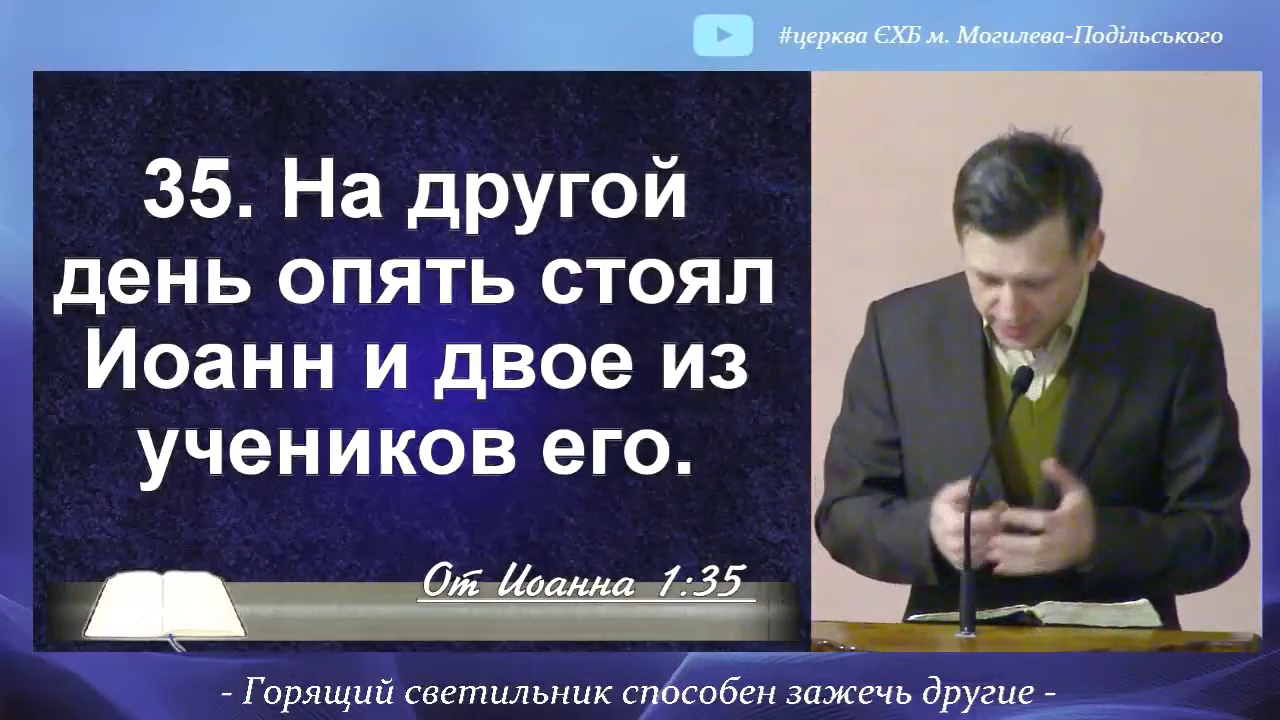 #церква ЄХБ м. Могилева-Подільського
35. На другой
день опять стоял
Иоанн и двое из
учеников его.
От Иоанна 1:35
- Горящий светильник способен зажечь другие -